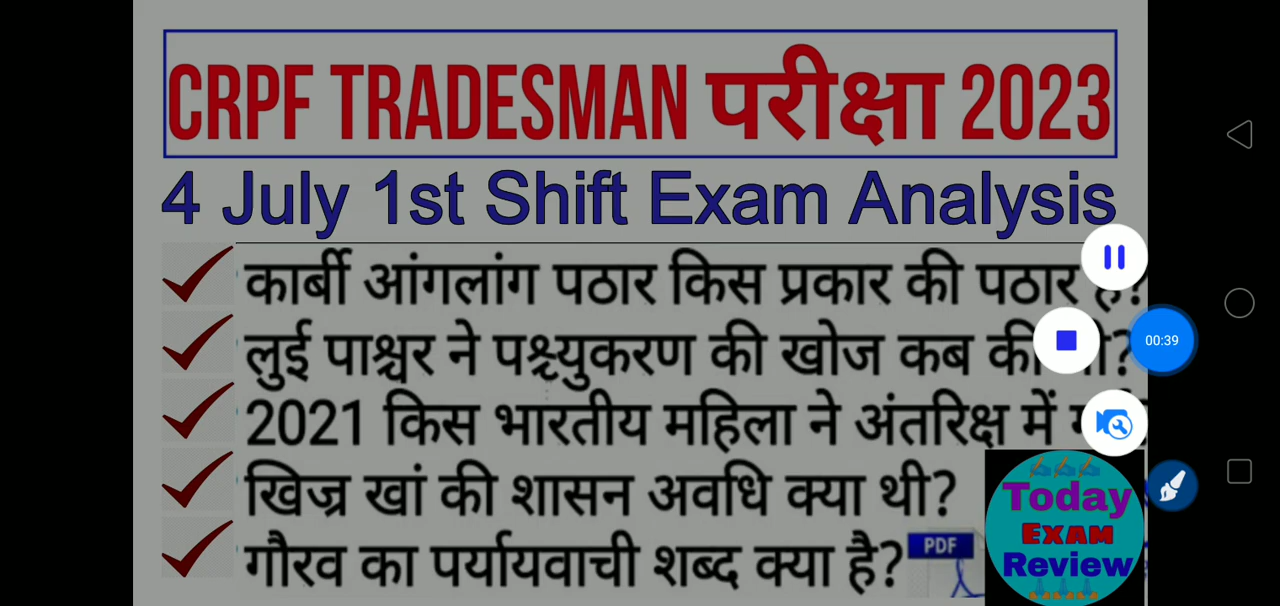 CRPF TRADESMAN परीक्षा 2023
4 July 1st Shift Exam Analysis
कार्बी आंगलांग पठार किस प्रकार की पठार है?
लुई पाश्चर ने पश्च्युकरण की खोज कब की थी?
2021 किस भारतीय महिला ने अंतरिक्ष में
खिज्र खां की शासन अवधि क्या थी?
गौरव का पर्यायवाची शब्द क्या है?
PDF
Today
EXAM
Review
00:39